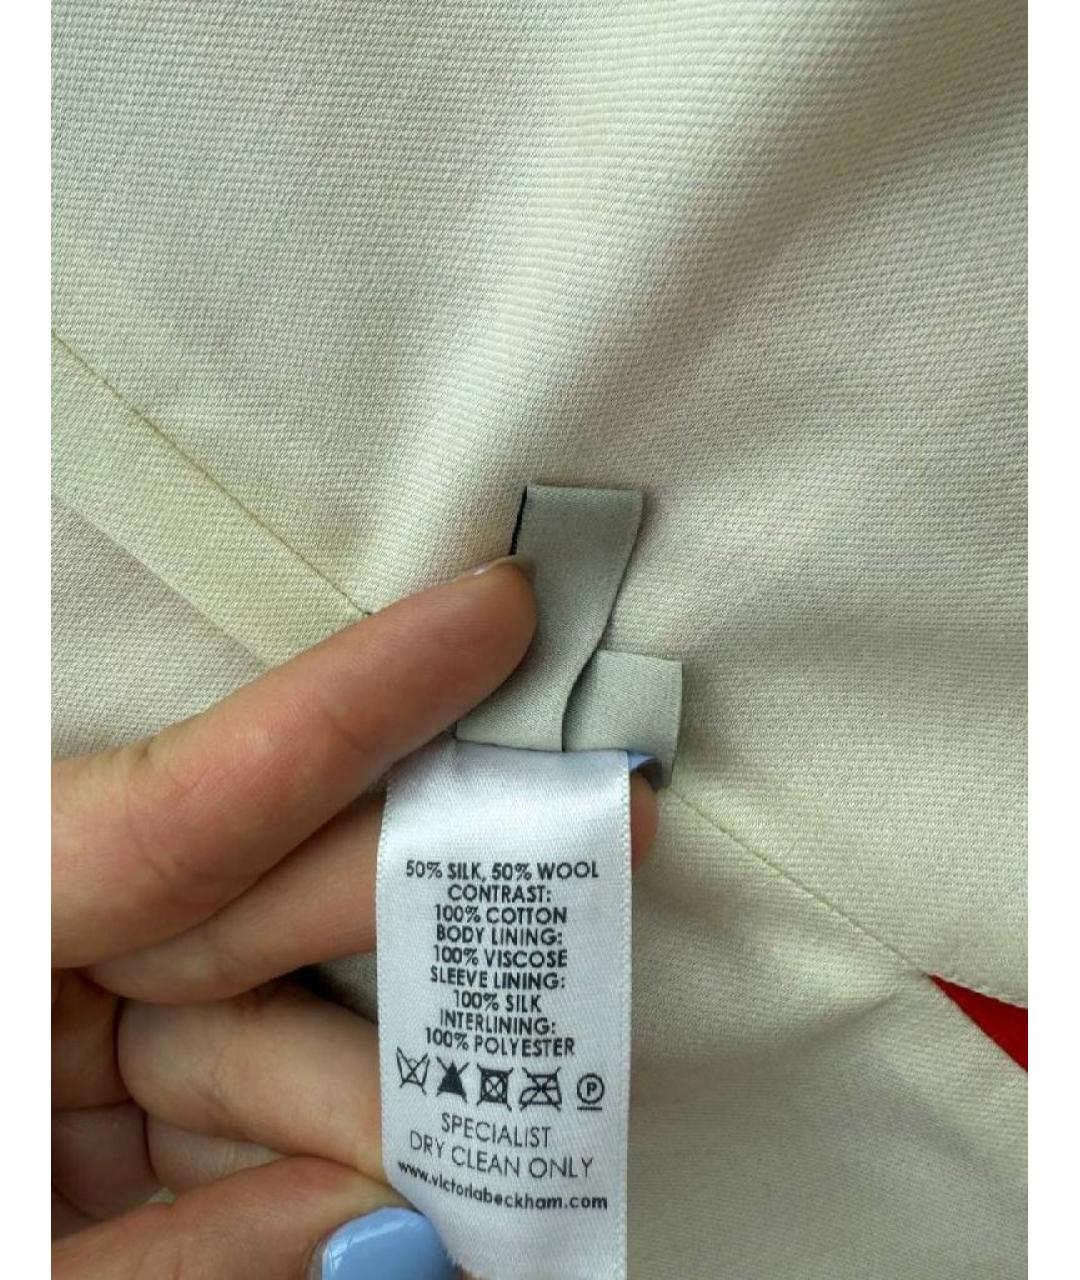 50% SILK, 50% WOOL
CONTRAST:
100% COTTON
BODY LINING:
100% VISCOSE
SLEEVE LINING:
100% SILK
INTERLINING:
100% POLYESTER
P
SPECIALIST
DRY CLEAN ONLY
www.victoriabeckham.com